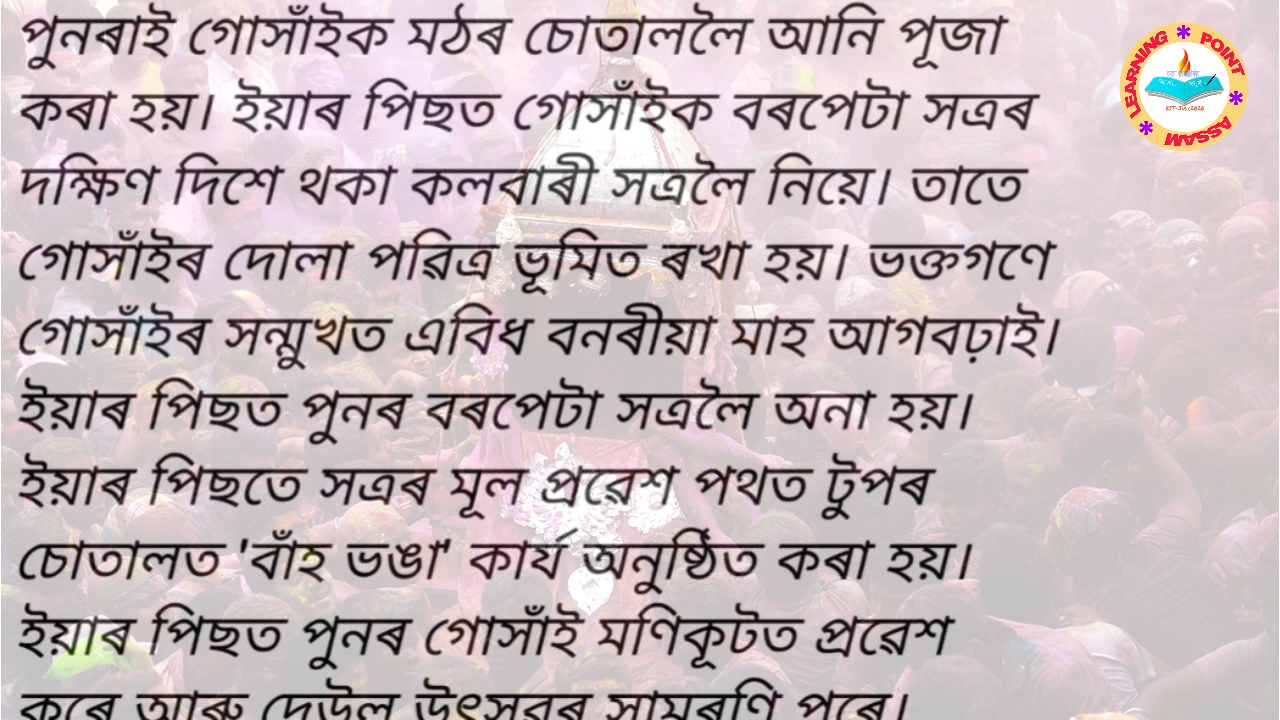 পুনৰাই গোসাঁইক মঠৰ চোতাললৈ আনি পূজা
কৰা হয়। ইয়াৰ পিছত গোসাঁইক বৰপেটা সত্ৰৰ
দক্ষিণ দিশে থকা কলবাৰী সত্ৰলৈ নিয়ে। তাতে
গোসাঁইৰ দোলা পৱিত্ৰ ভূমিত ৰখা হয়। ভক্তগণে
গোসাঁইৰ সন্মুখত এবিধ বনৰীয়া মাহ আগবঢ়াই।
ইয়াৰ পিছত পুনৰ বৰপেটা সত্ৰলৈ অনা হয়।
ইয়াৰ পিছতে সত্ৰৰ মূল প্ৰৱেশ পথত টুপৰ
চোতালত 'বাঁহ ভঙা' কাৰ্য অনুষ্ঠিত কৰা হয়।
ইয়াৰ পিছত পুনৰ গোসাঁই মণিকূটত প্ৰৱেশ
কৰে আৰু দেউল উৎসৱৰ সামৰণি পৰে।
LEARNING * POINT * ASSAM *
EST-Jun/2020